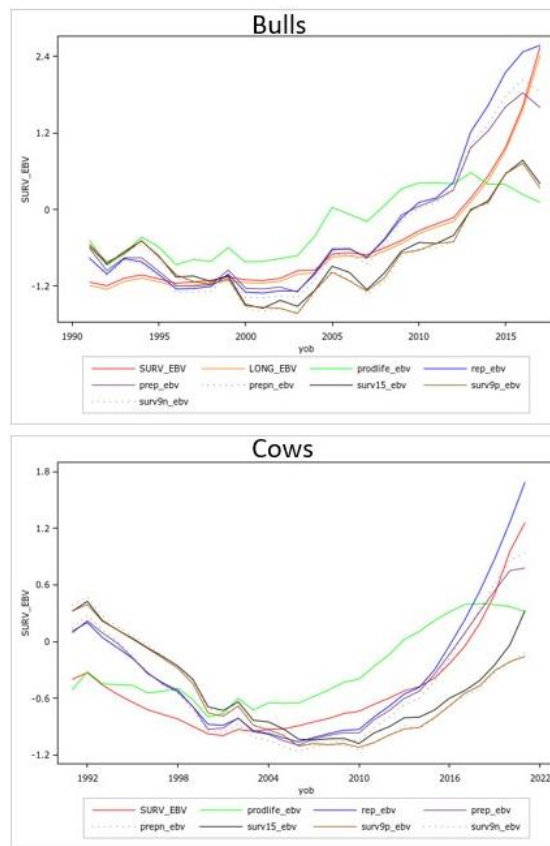 Bulls
2.4
1.2
0
-1.2
SURV_EBV
1990 1995 2000 2005 2010 2015
yob
SURV_EBV LONG_EBV prodlife_ebv rep_ebv
prep_ebv prepn_ebv surv15_ebv surv9p_ebv
surv9n_ebv
Cows
1.8
1.2
0.6
0
-0.6
-1.2
SURV_EBV
1992 1998 2004 2010 2016 2022
yob
SURV_EBV prodlife_ebv rep_ebv prep_ebv
prepn_ebv surv15_ebv surv9p_ebv surv9n_ebv